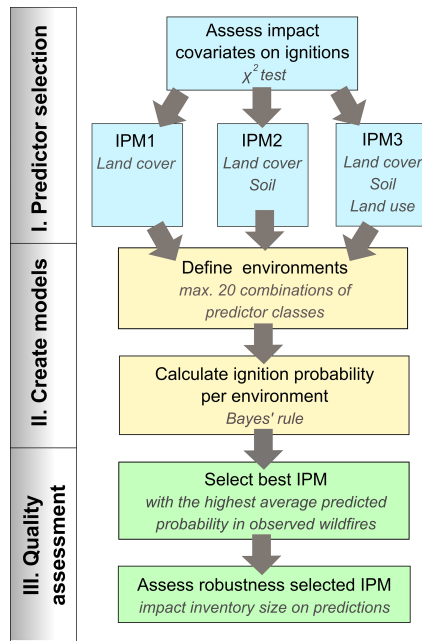 I. Predictor selection
Assess impact
covariates on ignitions
χ² test
IPM1
Land cover
IPM2
Land cover
Soil
IPM3
Land cover
Soil
Land use
II. Create models
Define environments
max. 20 combinations of
predictor classes
Calculate ignition probability
per environment
Bayes' rule
III. Quality
assessment
Select best IPM
with the highest average predicted
probability in observed wildfires
Assess robustness selected IPM
impact inventory size on predictions